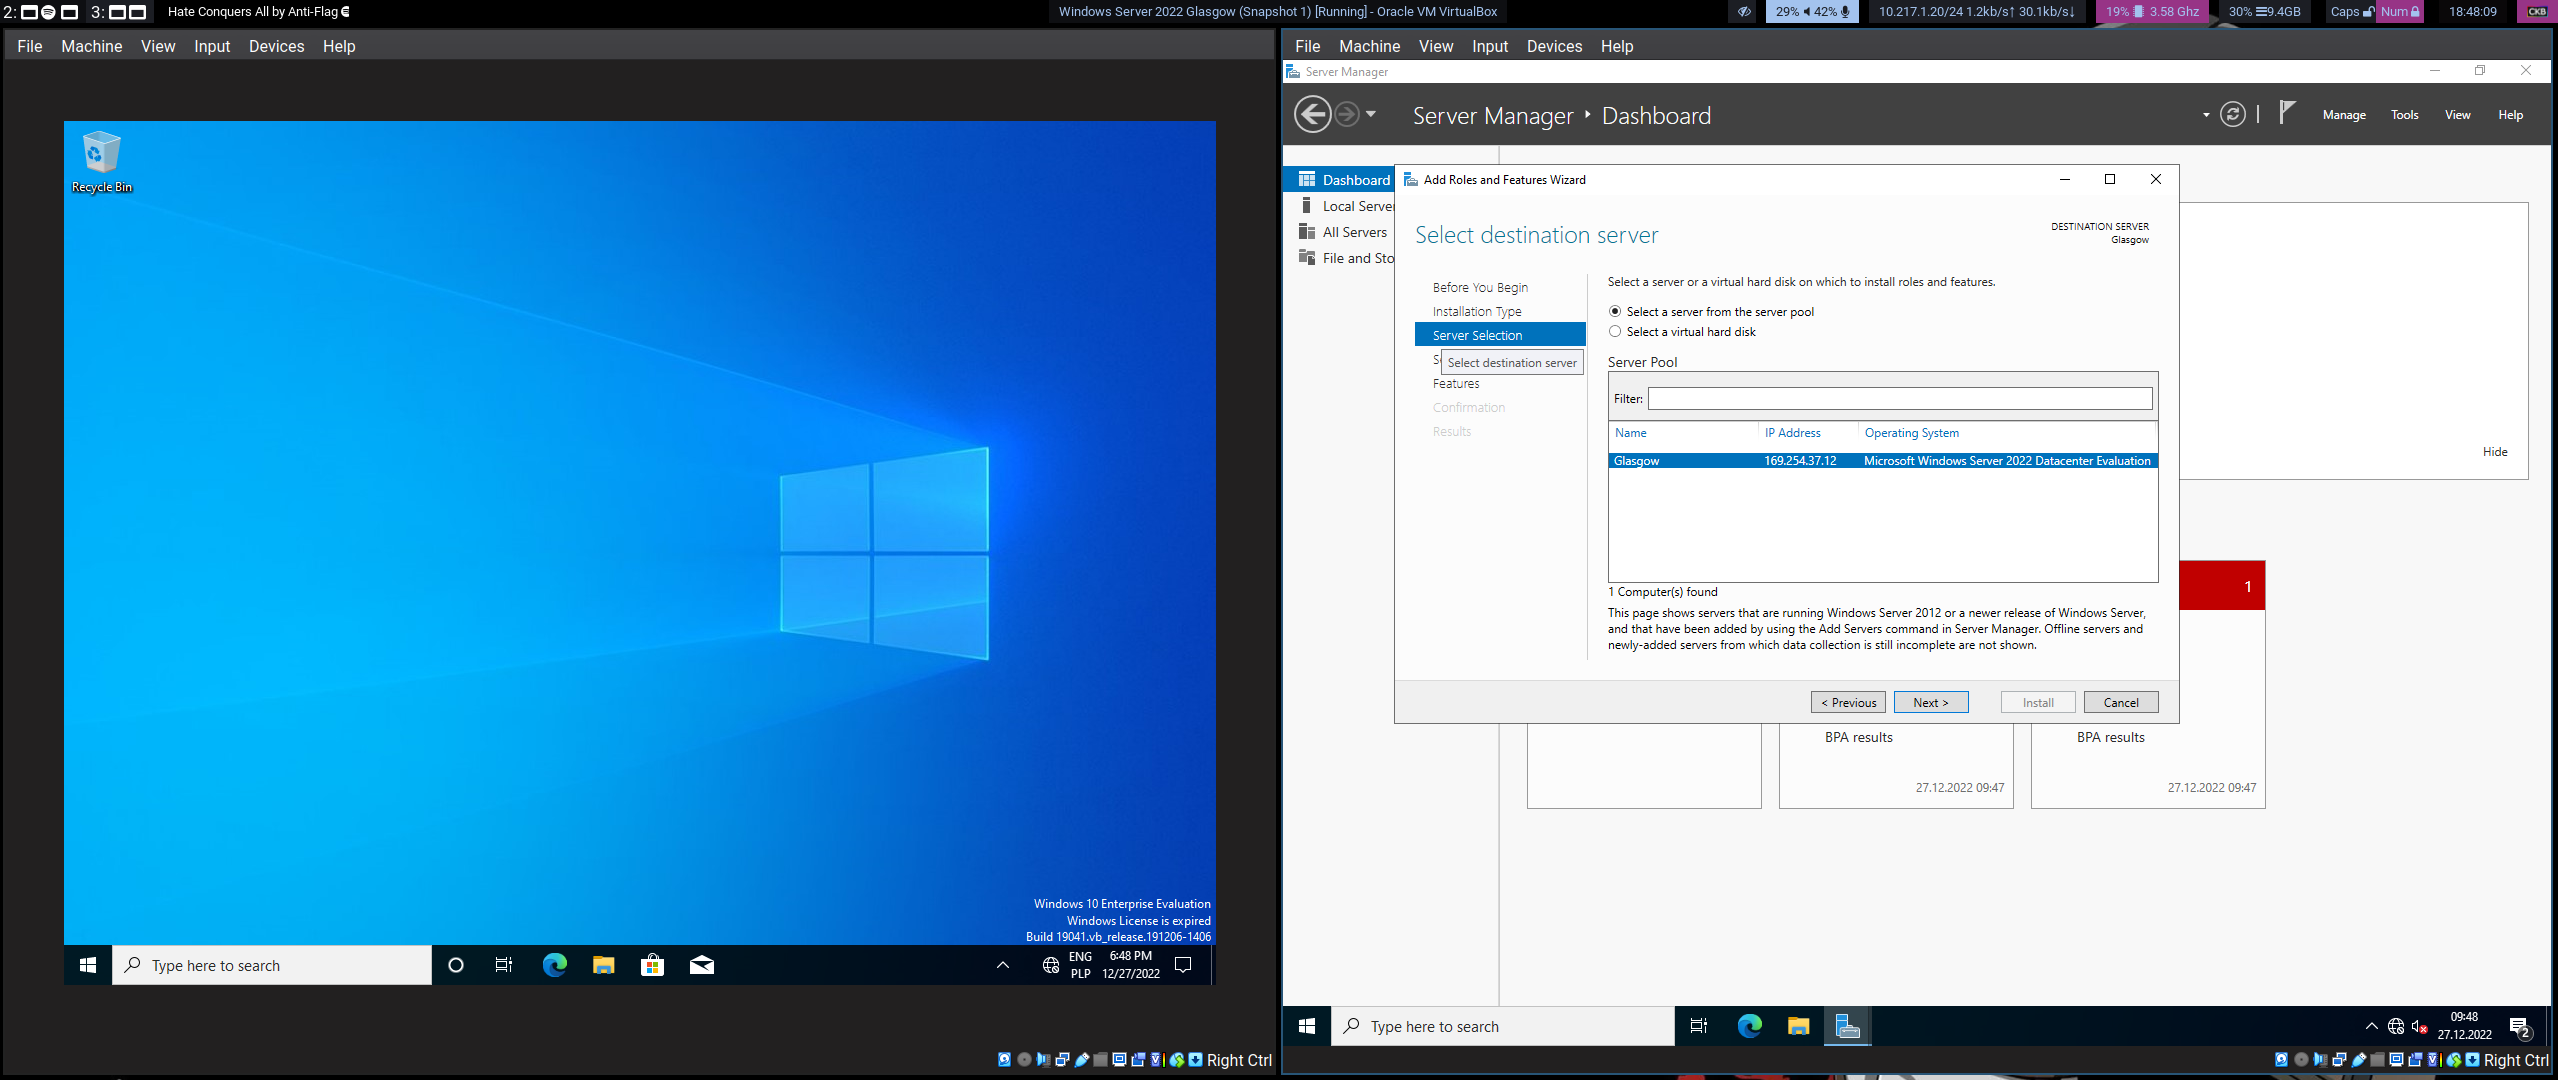 2:
3:
Hate Conquers All by Anti-Flag
Windows Server 2022 Glasgow (Snapshot 1) [Running] - Oracle VM VirtualBox
29% 42%
10.217.1.20/24 1.2kb/s↑ 30.1kb/s↓
19% 3.58 Ghz
30% 9.4GB
Caps Num
18:48:09
CKB
File Machine View Input Devices Help
Recycle Bin
Windows 10 Enterprise Evaluation
Windows License is expired
Build 19041.vb_release.191206-1406
Type here to search
ENG
PLP
6:48 PM
12/27/2022
Right Ctrl
File Machine View Input Devices Help
Server Manager
Server Manager Dashboard
Manage Tools View Help
Dashboard
Local Server
All Servers
File and Sto
Add Roles and Features Wizard
Select destination server
DESTINATION SERVER
Glasgow
Before You Begin
Installation Type
Server Selection
S
Select destination server
Features
Confirmation
Results
Select a server or a virtual hard disk on which to install roles and features.
Select a server from the server pool
Select a virtual hard disk
Server Pool
Filter:
Name IP Address Operating System
Glasgow 169.254.37.12 Microsoft Windows Server 2022 Datacenter Evaluation
1 Computer(s) found
This page shows servers that are running Windows Server 2012 or a newer release of Windows Server,
and that have been added by using the Add Servers command in Server Manager. Offline servers and
newly-added servers from which data collection is still incomplete are not shown.
< Previous Next > Install Cancel
Hide
1
BPA results
27.12.2022 09:47
BPA results
27.12.2022 09:47
Type here to search
09:48
27.12.2022
2
Right Ctrl